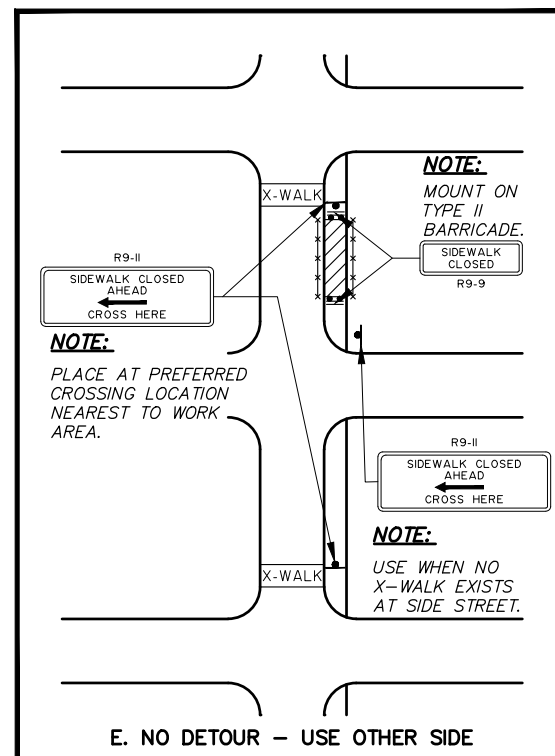 X-WALK
NOTE:
MOUNT ON
TYPE II
BARRICADE.
SIDEWALK
CLOSED
R9-9
R9-11
SIDEWALK CLOSED
AHEAD
CROSS HERE
NOTE:
PLACE AT PREFERRED
CROSSING LOCATION
NEAREST TO WORK
AREA.
R9-11
SIDEWALK CLOSED
AHEAD
CROSS HERE
NOTE:
USE WHEN NO
X-WALK EXISTS
AT SIDE STREET.
X-WALK
E. NO DETOUR – USE OTHER SIDE